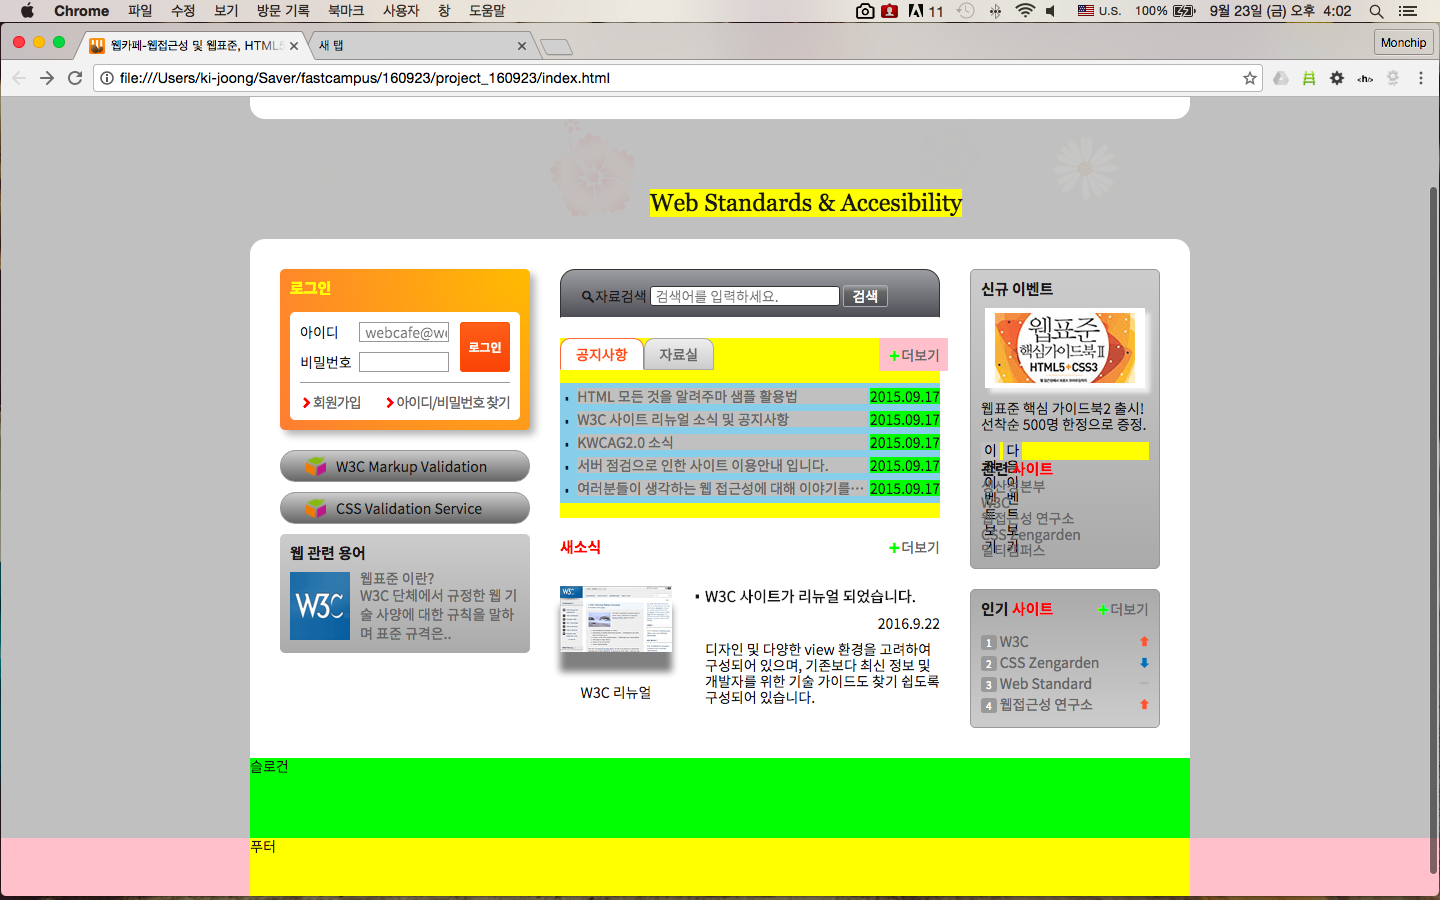 Chrome 파일 수정 보기 방문 기록 북마크 사용자 창 도움말 11 U.S. 100% 9월 23일 (금) 오후 4:02
웹카페-웹접근성 및 웹표준, HTML5 새 탭 Monchip
file:///Users/ki-joong/Saver/fastcampus/160923/project_160923/index.html
Web Standards & Accesibility
로그인
아이디 webcafe@we
비밀번호
로그인
회원가입 아이디/비밀번호 찾기
W3C Markup Validation
CSS Validation Service
웹 관련 용어
W3C
웹표준 이란?
W3C 단체에서 규정한 웹 기
술 사양에 대한 규칙을 말하
며 표준 규격은..
자료검색 검색어를 입력하세요. 검색
공지사항 자료실 +더보기
HTML 모든 것을 알려주마 샘플 활용법 2015.09.17
W3C 사이트 리뉴얼 소식 및 공지사항 2015.09.17
KWCAG2.0 소식 2015.09.17
서버 점검으로 인한 사이트 이용안내 입니다. 2015.09.17
여러분들이 생각하는 웹 접근성에 대해 이야기를… 2015.09.17
새소식 +더보기
W3C 리뉴얼
W3C 사이트가 리뉴얼 되었습니다.
2016.9.22
디자인 및 다양한 view 환경을 고려하여
구성되어 있으며, 기존보다 최신 정보 및
개발자를 위한 기술 가이드도 찾기 쉽도록
구성되어 있습니다.
신규 이벤트
웹표준
핵심가이드북 II
HTML5+CSS3
웹표준 핵심 가이드북2 출시!
선착순 500명 한정으로 증정.
관련 사이트
W3C
웹접근성 연구소
CSS Zengarden
멀티캠퍼스
인기 사이트 +더보기
1 W3C
2 CSS Zengarden
3 Web Standard
4 웹접근성 연구소
슬로건
푸터